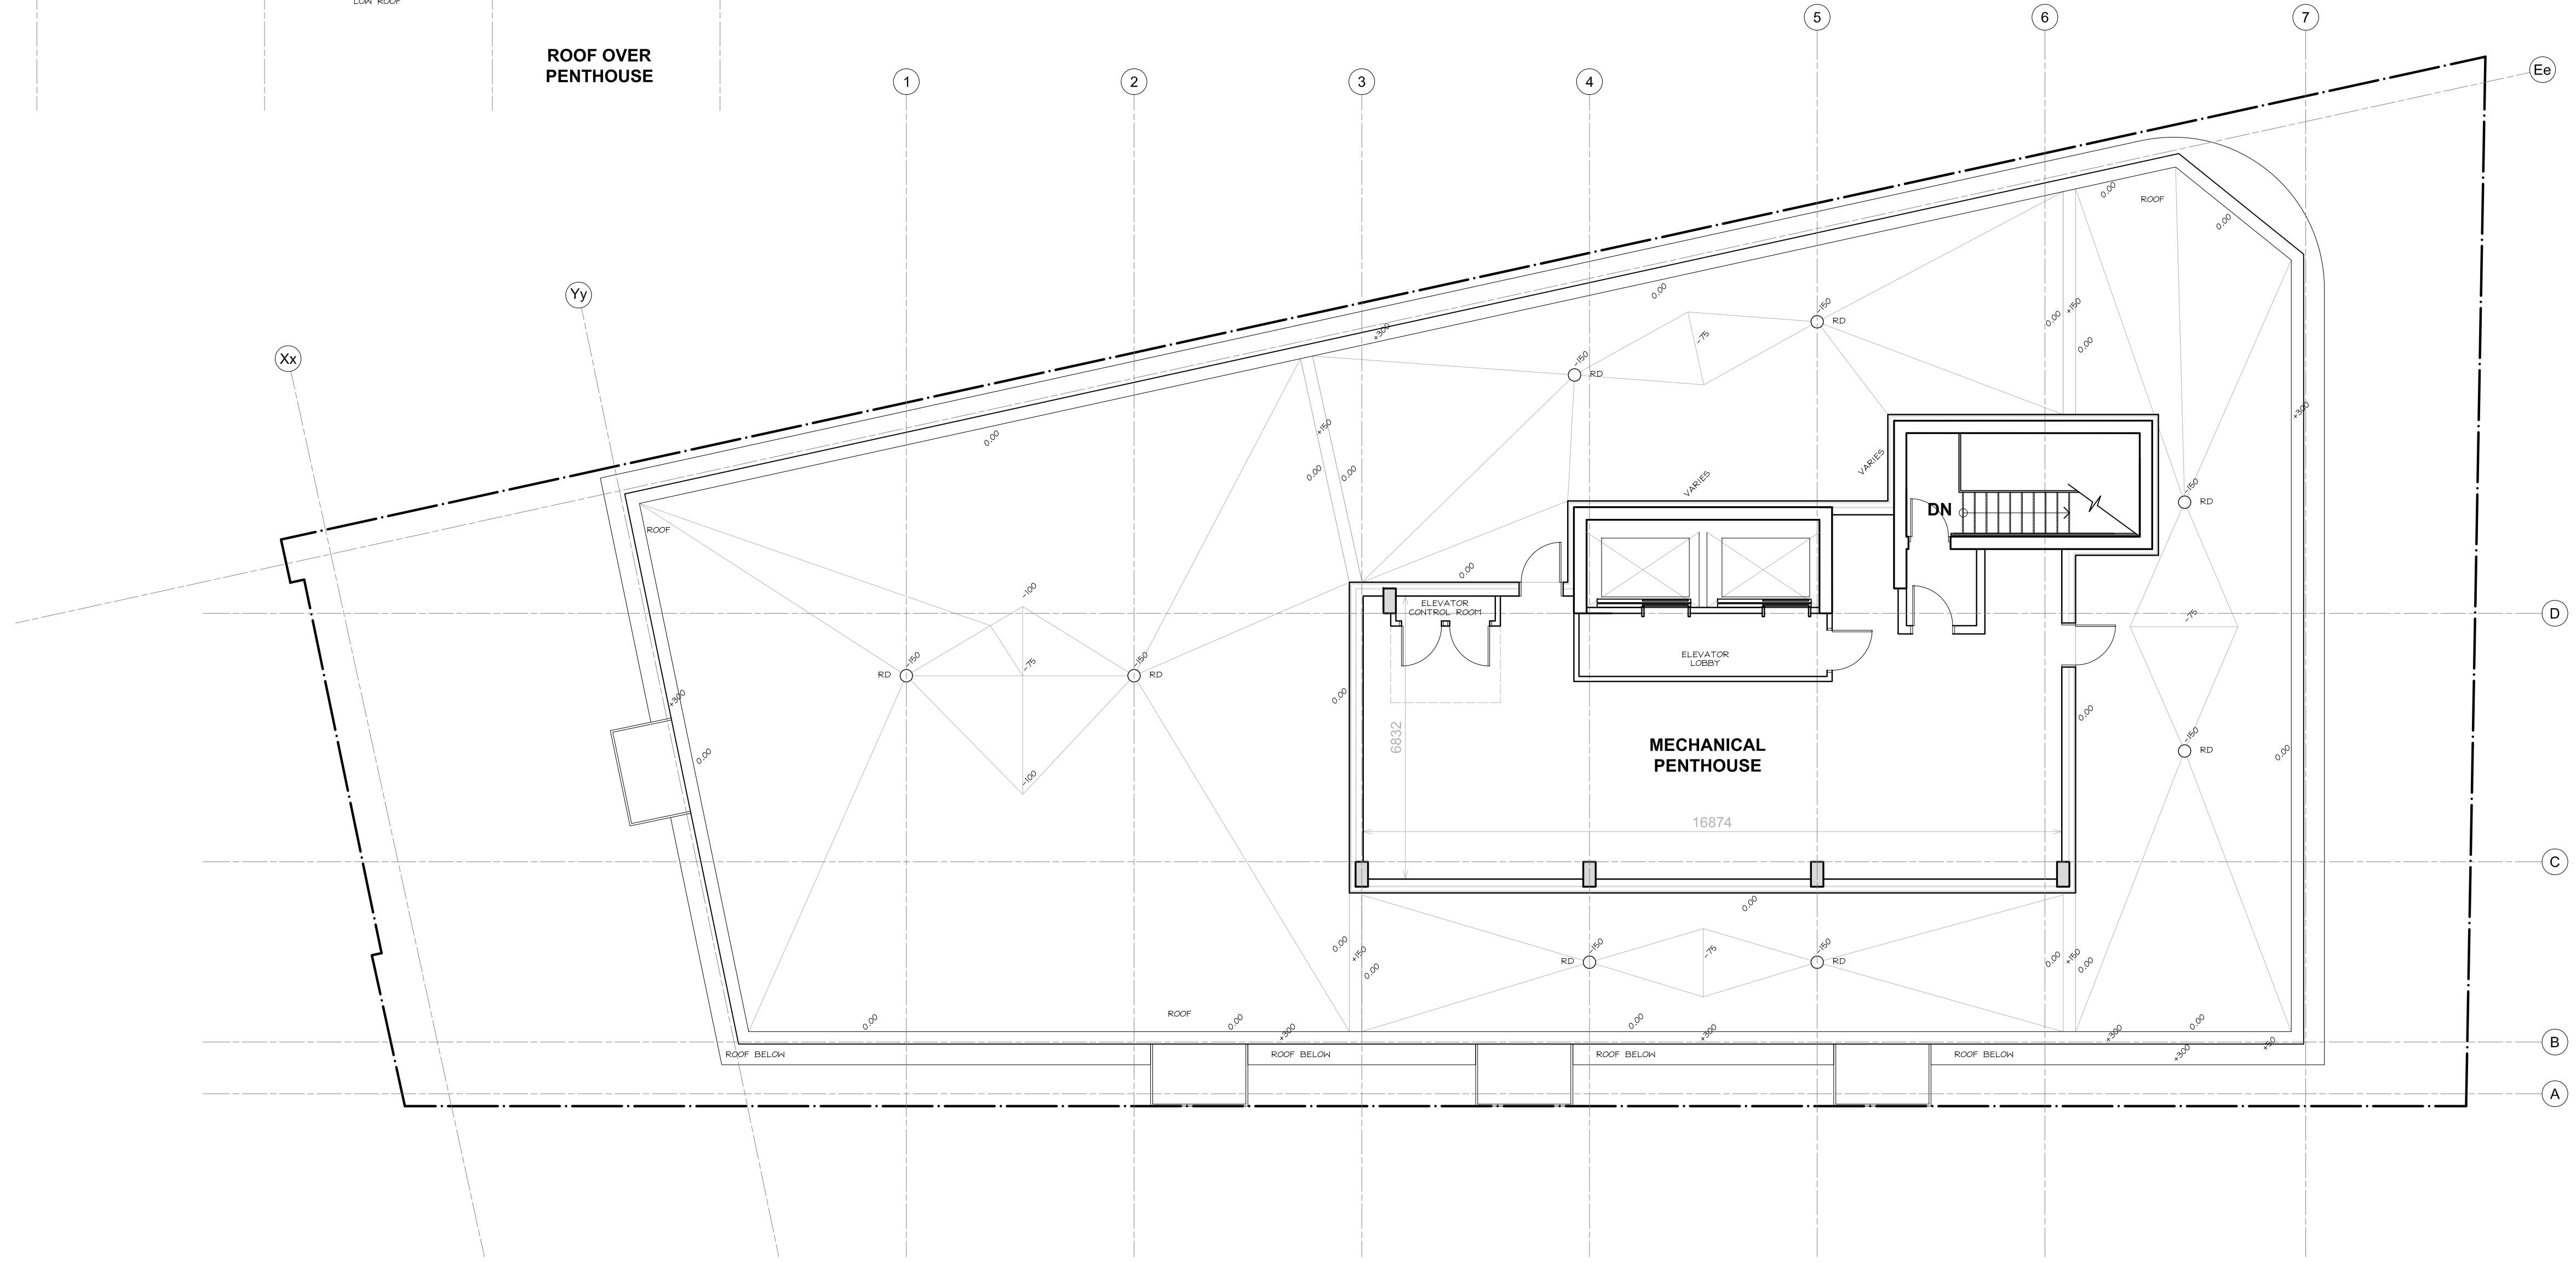 LOW ROOF
ROOF OVER
PENTHOUSE
1
2
3
4
5
6
7
Ee
Yy
Xx
D
C
B
A
0.00
ROOF
0.00
+150
0.00
0.00
0.00
+300
-150
RD
-75
-150
RD
+300
0.00
+150
0.00
0.00
VARIES
VARIES
ROOF
DN
-150
RD
0.00
ELEVATOR
CONTROL ROOM
-100
-75
-150
RD
-150
RD
-100
+300
0.00
ELEVATOR
LOBBY
-75
0.00
0.00
6832
MECHANICAL
PENTHOUSE
-150
RD
0.00
16874
0.00
0.00
+150
0.00
RD
-150
-75
-150
RD
0.00
+150
0.00
ROOF
0.00
0.00
+300
0.00
+300
+300
0.00
+300
+50
ROOF BELOW
ROOF BELOW
ROOF BELOW
ROOF BELOW